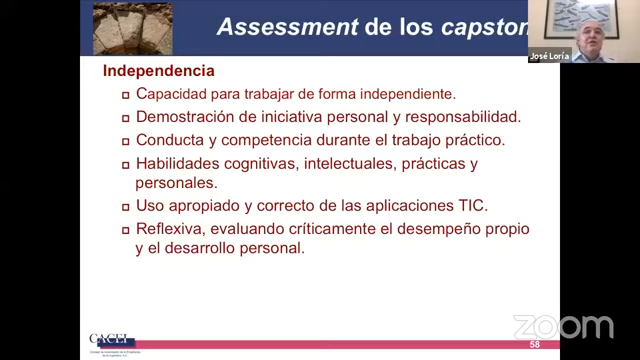 Assessment de los capston
José Loría
Independencia
Capacidad para trabajar de forma independiente.
Demostración de iniciativa personal y responsabilidad.
Conducta y competencia durante el trabajo práctico.
Habilidades cognitivas, intelectuales, prácticas y
personales.
Uso apropiado y correcto de las aplicaciones TIC.
Reflexiva, evaluando críticamente el desempeño propio
y el desarrollo personal.
CACEI
58
zoom